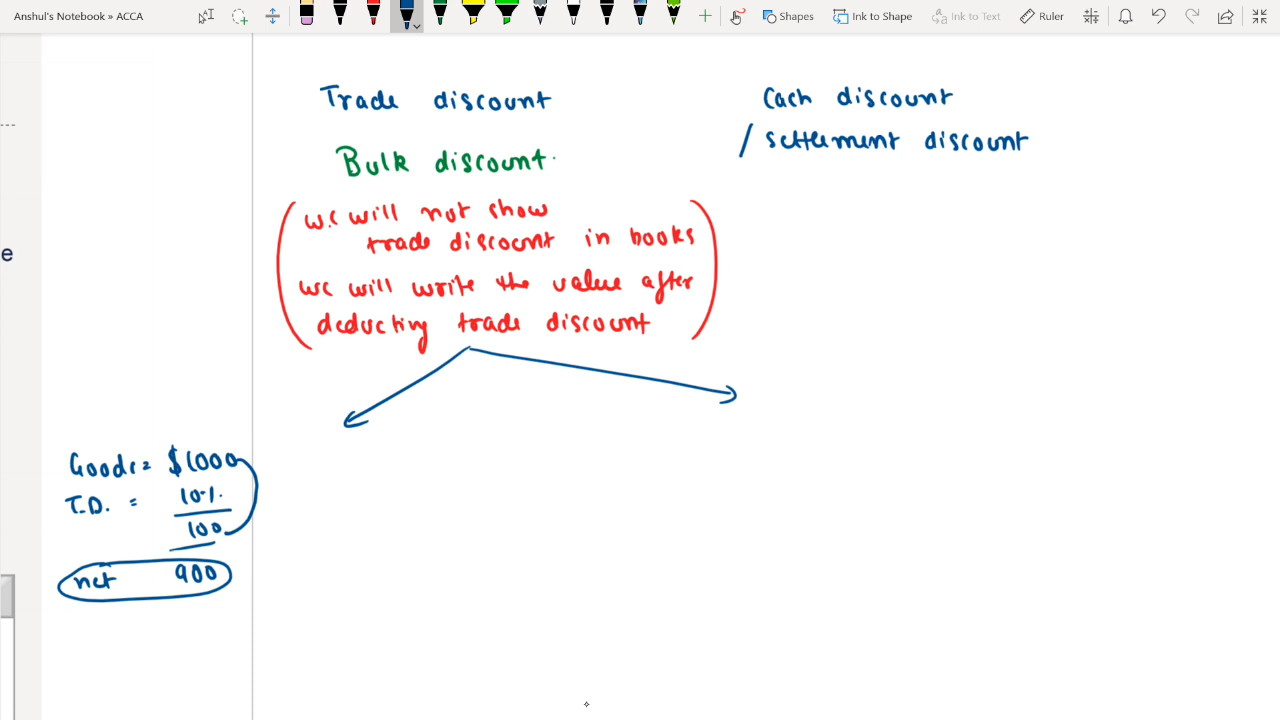 Anshul's Notebook » ACCA
Shapes
Ink to Shape
Ink to Text
Ruler
Trade discount
Bulk discount.
we will not show
trade discount in books
we will write the value after
deducting trade discount
Cash discount
/ settlement discount
e
Goods = $1000
T.D. = 10%
100
net 900